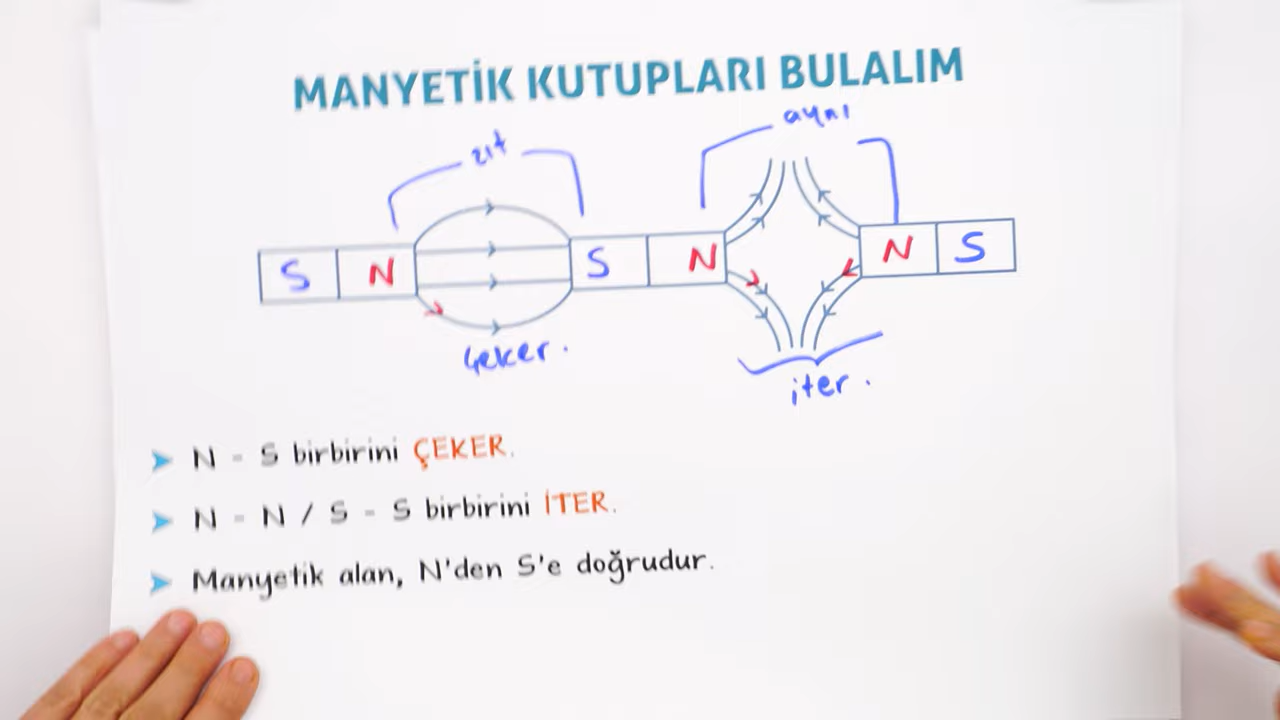 MANYETİK KUTUPLARI BULALIM
zıt
aynı
S N S N N S
Çeker.
iter.
N - S birbirini ÇEKER.
N - N / S - S birbirini İTER.
Manyetik alan, N'den S'e doğrudur.